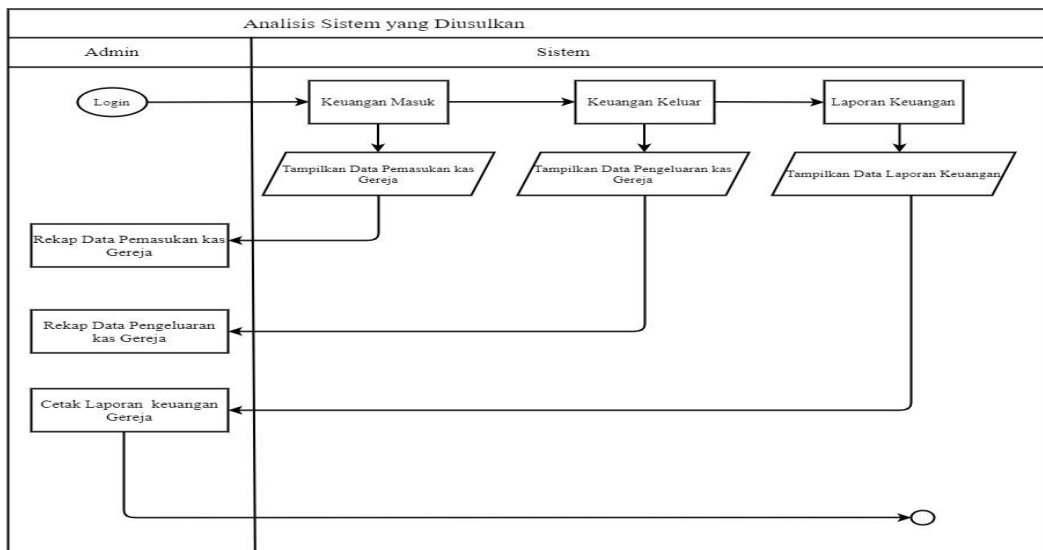 Analisis Sistem yang Diusulkan
Admin
Sistem
Login
Keuangan Masuk
Keuangan Keluar
Laporan Keuangan
Tampilkan Data Pemasukan kas
Gereja
Tampilkan Data Pengeluaran kas
Gereja
Tampilkan Data Laporan Keuangan
Rekap Data Pemasukan kas
Gereja
Rekap Data Pengeluaran
kas Gereja
Cetak Laporan keuangan
Gereja